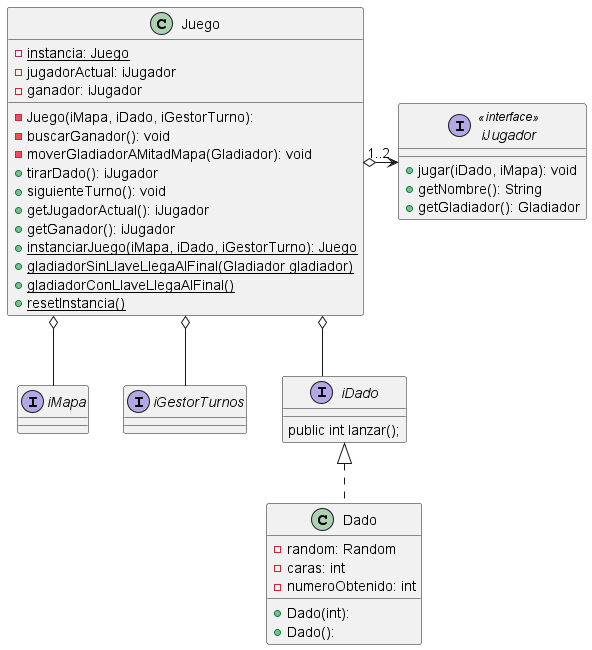 C Juego
instancia: Juego
jugadorActual: iJugador
ganador: iJugador
Juego(iMapa, iDado, iGestorTurno):
buscarGanador(): void
moverGladiadorAMitadMapa(Gladiador): void
tirarDado(): iJugador
siguienteTurno(): void
getJugadorActual(): iJugador
getGanador(): iJugador
instanciarJuego(iMapa, iDado, iGestorTurno): Juego
gladiadorSinLlaveLlegaAlFinal(Gladiador gladiador)
gladiadorConLlaveLlegaAlFinal()
resetInstancia()
1..2
«interface»
I iJugador
jugar(iDado, iMapa): void
getNombre(): String
getGladiador(): Gladiador
I iMapa
I iGestorTurnos
I iDado
public int lanzar();
C Dado
random: Random
caras: int
numeroObtenido: int
Dado(int):
Dado():